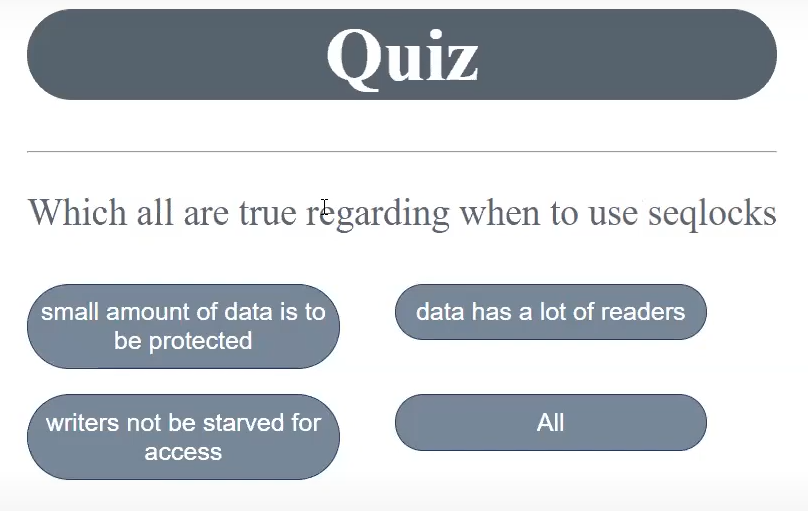 Quiz
Which all are true regarding when to use seqlocks
small amount of data is to
be protected
data has a lot of readers
writers not be starved for
access
All